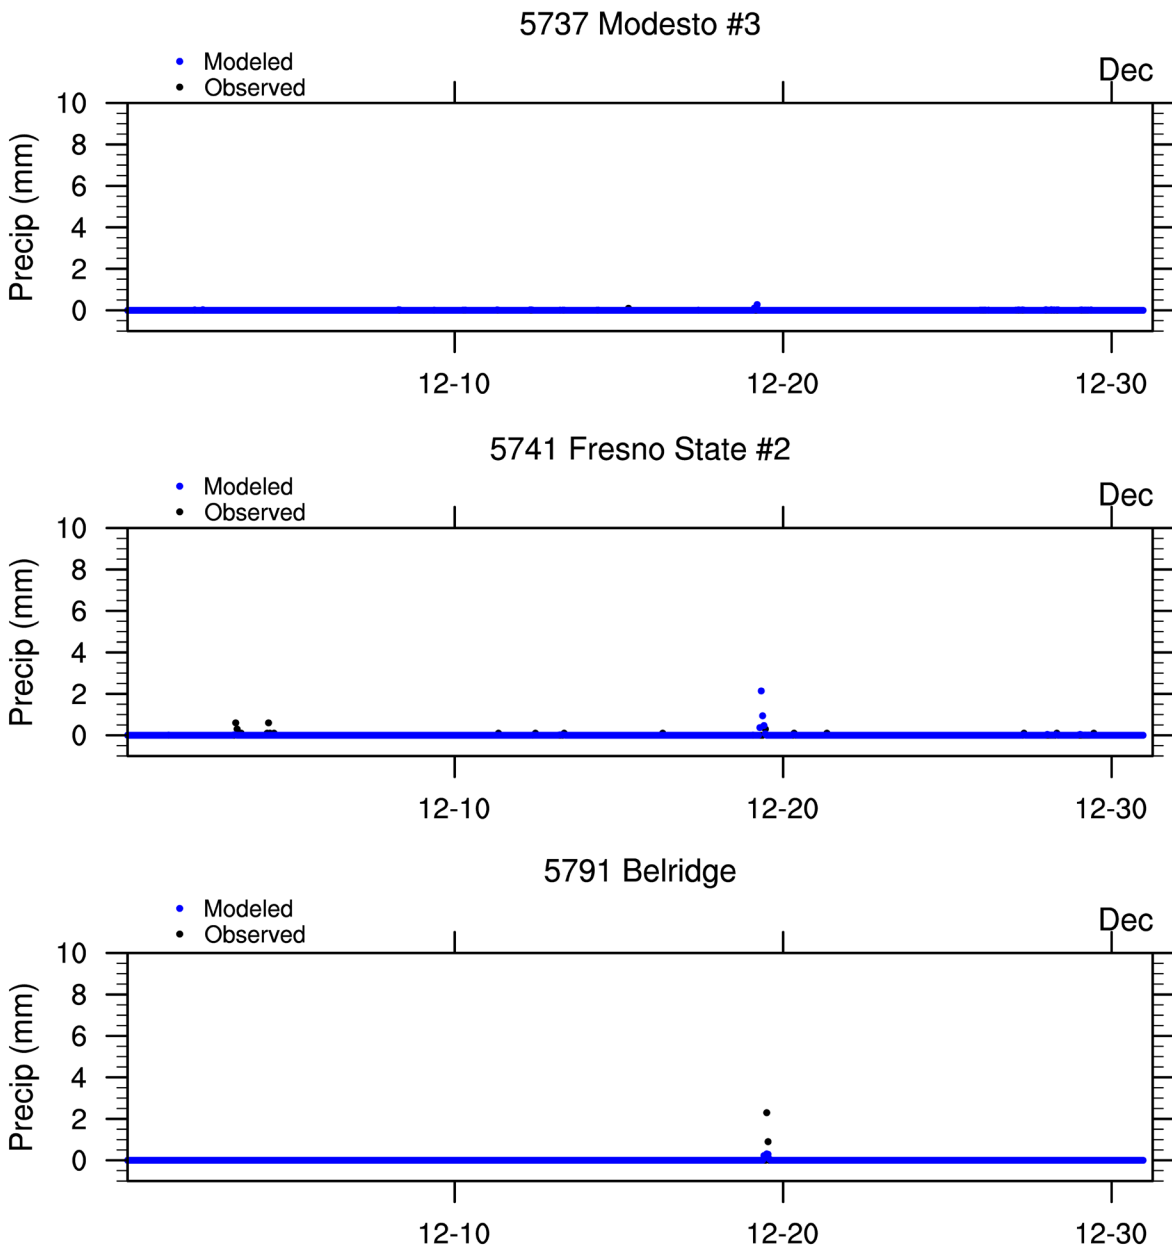 5737 Modesto #3
Modeled
Observed
Dec
10
8
6
4
2
0
Precip (mm)
12-10 12-20 12-30
5741 Fresno State #2
Modeled
Observed
Dec
10
8
6
4
2
0
Precip (mm)
12-10 12-20 12-30
5791 Belridge
Modeled
Observed
Dec
10
8
6
4
2
0
Precip (mm)
12-10 12-20 12-30